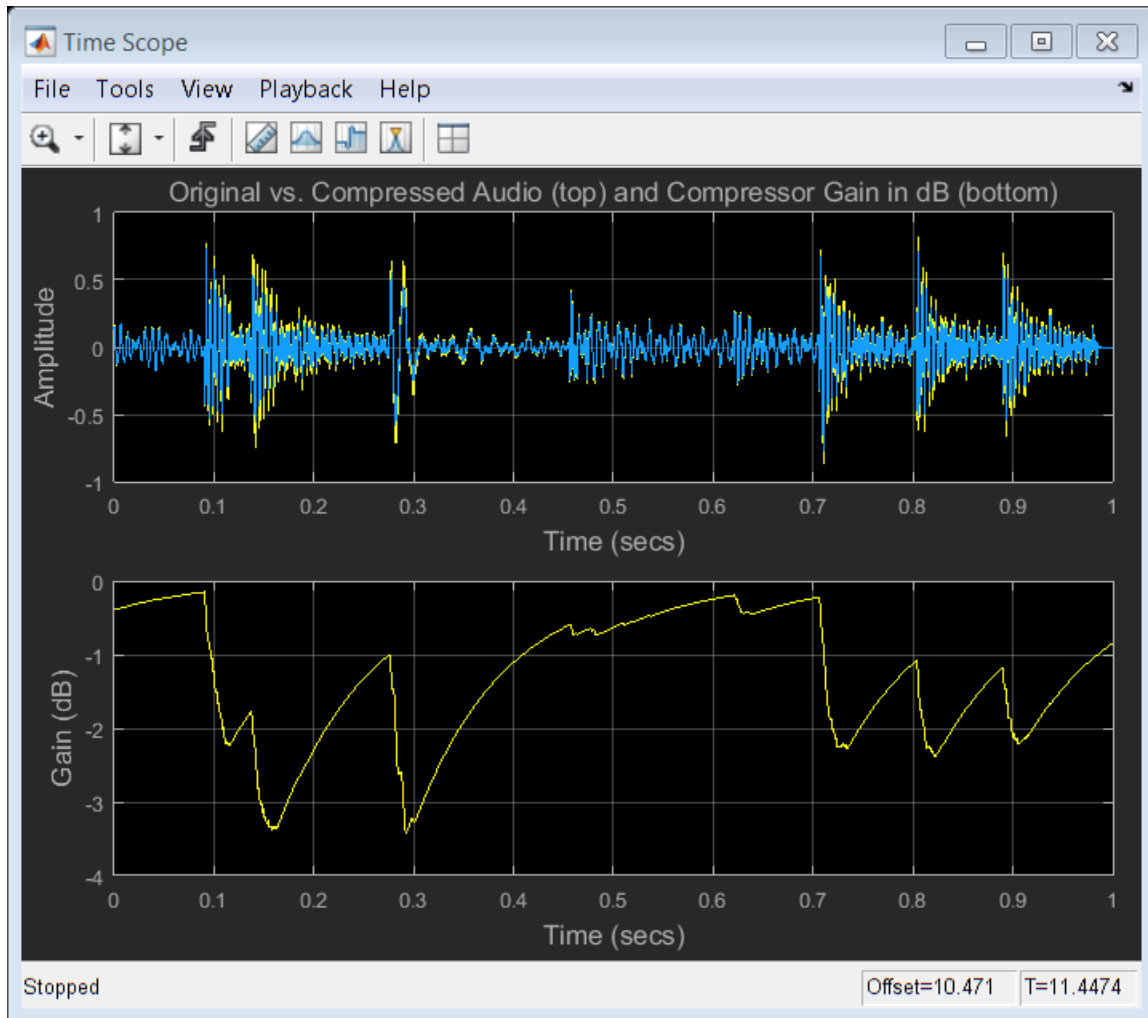 Time Scope
File Tools View Playback Help
Original vs. Compressed Audio (top) and Compressor Gain in dB (bottom)
1
0.5
0
-0.5
-1
Amplitude
0 0.1 0.2 0.3 0.4 0.5 0.6 0.7 0.8 0.9 1
Time (secs)
0
-1
-2
-3
-4
Gain (dB)
0 0.1 0.2 0.3 0.4 0.5 0.6 0.7 0.8 0.9 1
Time (secs)
Stopped Offset=10.471 T=11.4474